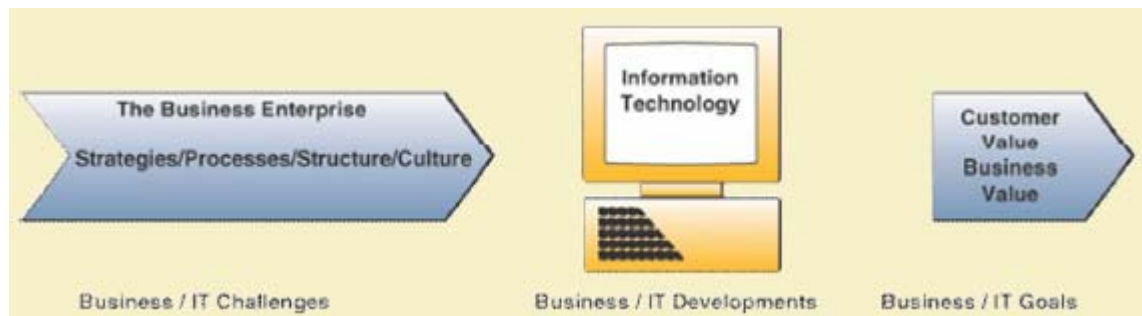 The Business Enterprise
Strategies/Processes/Structure/Culture
Information
Technology
Customer
Value
Business
Value
Business / IT Challenges
Business / IT Developments
Business / IT Goals